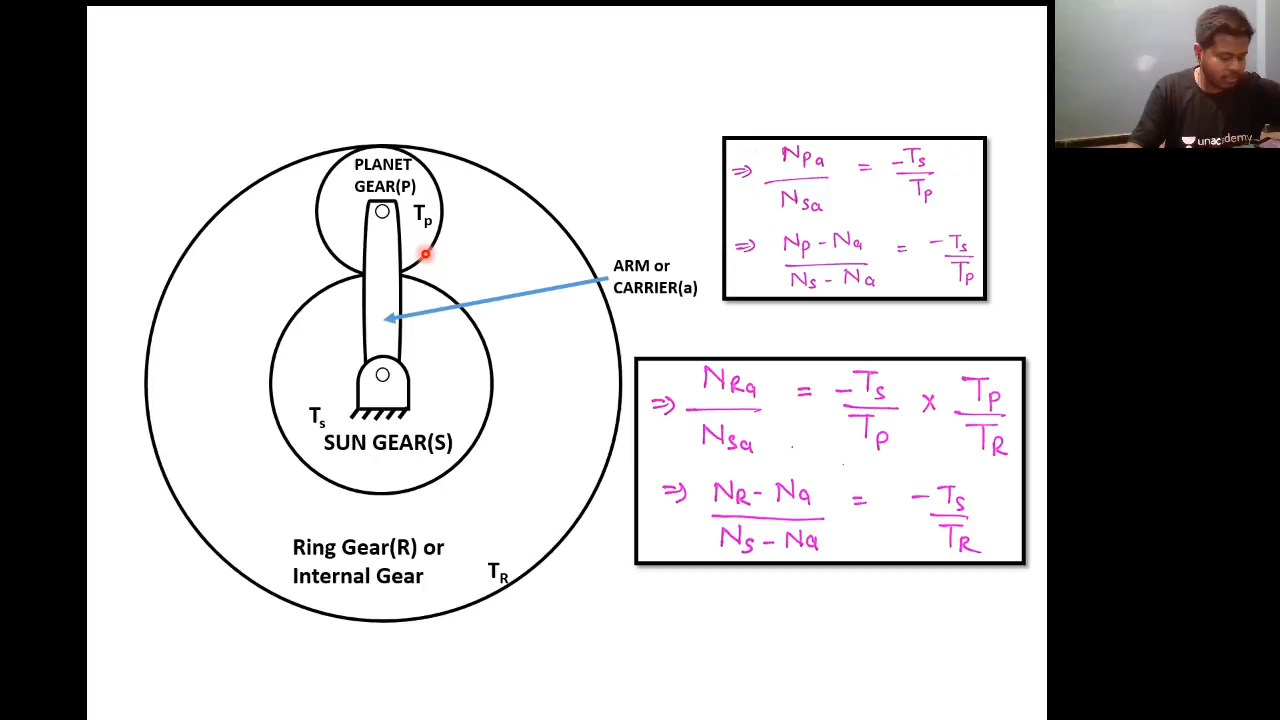 PLANET
GEAR(P)
Tp
ARM or
CARRIER(a)
Ts
SUN GEAR(S)
Ring Gear(R) or
Internal Gear
TR
⇒ NPa / NSa = -Ts / Tp
⇒ Np - Na / Ns - Na = -Ts / Tp
⇒ NRa / NSa = -Ts / Tp × Tp / TR
⇒ NR - Na / Ns - Na = -Ts / TR
unacademy